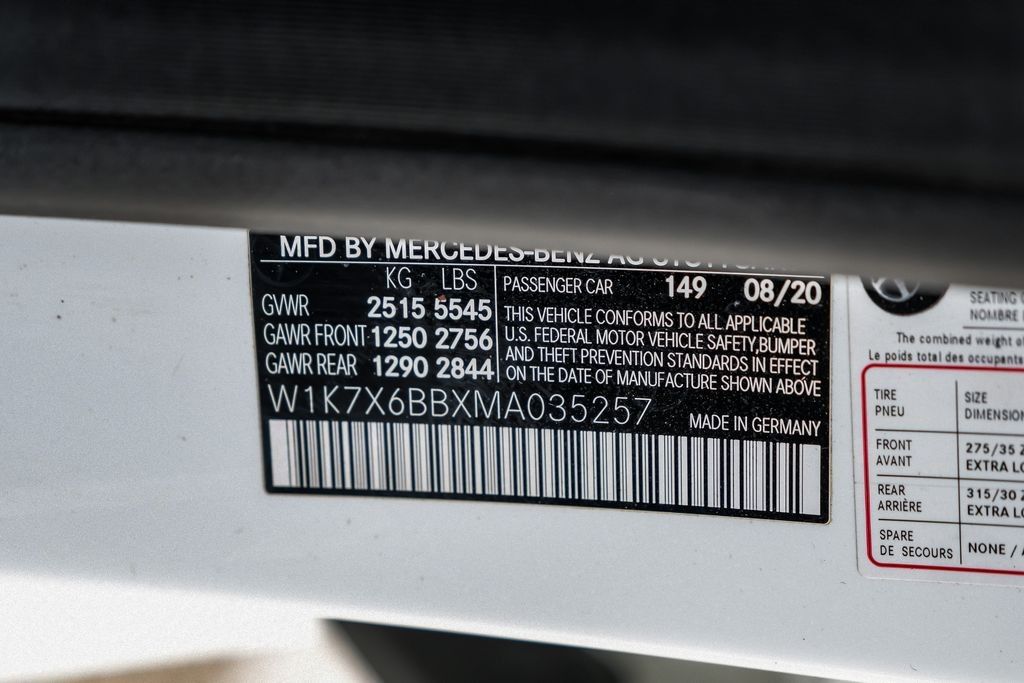 MFD BY MERCEDES-BENZ AG STUTTGART
KG LBS
GVWR 2515 5545
GAWR FRONT 1250 2756
GAWR REAR 1290 2844
PASSENGER CAR 149 08/20
THIS VEHICLE CONFORMS TO ALL APPLICABLE
U.S. FEDERAL MOTOR VEHICLE SAFETY,BUMPER
AND THEFT PREVENTION STANDARDS IN EFFECT
ON THE DATE OF MANUFACTURE SHOWN ABOVE
W1K7X6BBXMA035257
MADE IN GERMANY
SEATING
NOMBRE
The combined weight of
Le poids total des occupants
TIRE
PNEU
SIZE
DIMENSION
FRONT
AVANT
275/35
EXTRA
REAR
ARRIÈRE
315/30
EXTRA
SPARE
DE SECOURS
NONE /